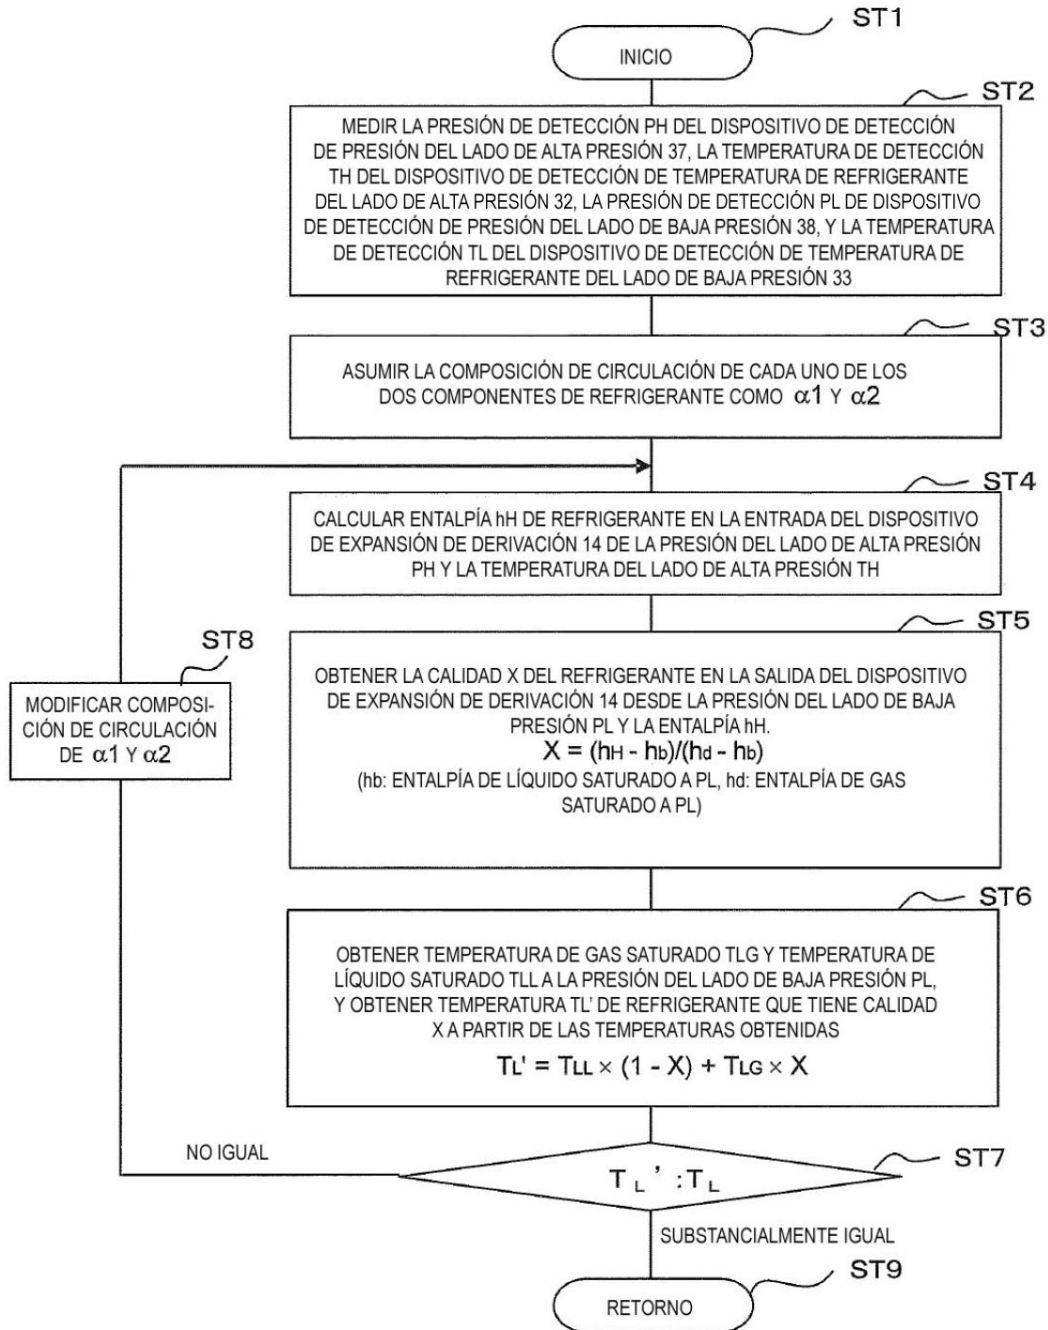 ST1
INICIO
ST2
MEDIR LA PRESIÓN DE DETECCIÓN PH DEL DISPOSITIVO DE DETECCIÓN
DE PRESIÓN DEL LADO DE ALTA PRESIÓN 37, LA TEMPERATURA DE DETECCIÓN
TH DEL DISPOSITIVO DE DETECCIÓN DE TEMPERATURA DE REFRIGERANTE
DEL LADO DE ALTA PRESIÓN 32, LA PRESIÓN DE DETECCIÓN PL DE DISPOSITIVO
DE DETECCIÓN DE PRESIÓN DEL LADO DE BAJA PRESIÓN 38, Y LA TEMPERATURA
DE DETECCIÓN TL DEL DISPOSITIVO DE DETECCIÓN DE TEMPERATURA DE
REFRIGERANTE DEL LADO DE BAJA PRESIÓN 33
ST3
ASUMIR LA COMPOSICIÓN DE CIRCULACIÓN DE CADA UNO DE LOS
DOS COMPONENTES DE REFRIGERANTE COMO α1 Y α2
ST4
CALCULAR ENTALPÍA hH DE REFRIGERANTE EN LA ENTRADA DEL DISPOSITIVO
DE EXPANSIÓN DE DERIVACIÓN 14 DE LA PRESIÓN DEL LADO DE ALTA PRESIÓN
PH Y LA TEMPERATURA DEL LADO DE ALTA PRESIÓN TH
ST5
OBTENER LA CALIDAD X DEL REFRIGERANTE EN LA SALIDA DEL DISPOSITIVO
DE EXPANSIÓN DE DERIVACIÓN 14 DESDE LA PRESIÓN DEL LADO DE BAJA
PRESIÓN PL Y LA ENTALPÍA hH.
X = (hH - hb)/(hd - hb)
(hb: ENTALPÍA DE LÍQUIDO SATURADO A PL, hd: ENTALPÍA DE GAS
SATURADO A PL)
ST8
MODIFICAR COMPOSI-
CIÓN DE CIRCULACIÓN
DE α1 Y α2
ST6
OBTENER TEMPERATURA DE GAS SATURADO TLG Y TEMPERATURA DE
LÍQUIDO SATURADO TLL A LA PRESIÓN DEL LADO DE BAJA PRESIÓN PL,
Y OBTENER TEMPERATURA TL' DE REFRIGERANTE QUE TIENE CALIDAD
X A PARTIR DE LAS TEMPERATURAS OBTENIDAS
TL' = TLL × (1 - X) + TLG × X
NO IGUAL
ST7
TL' : TL
SUBSTANCIALMENTE IGUAL
ST9
RETORNO